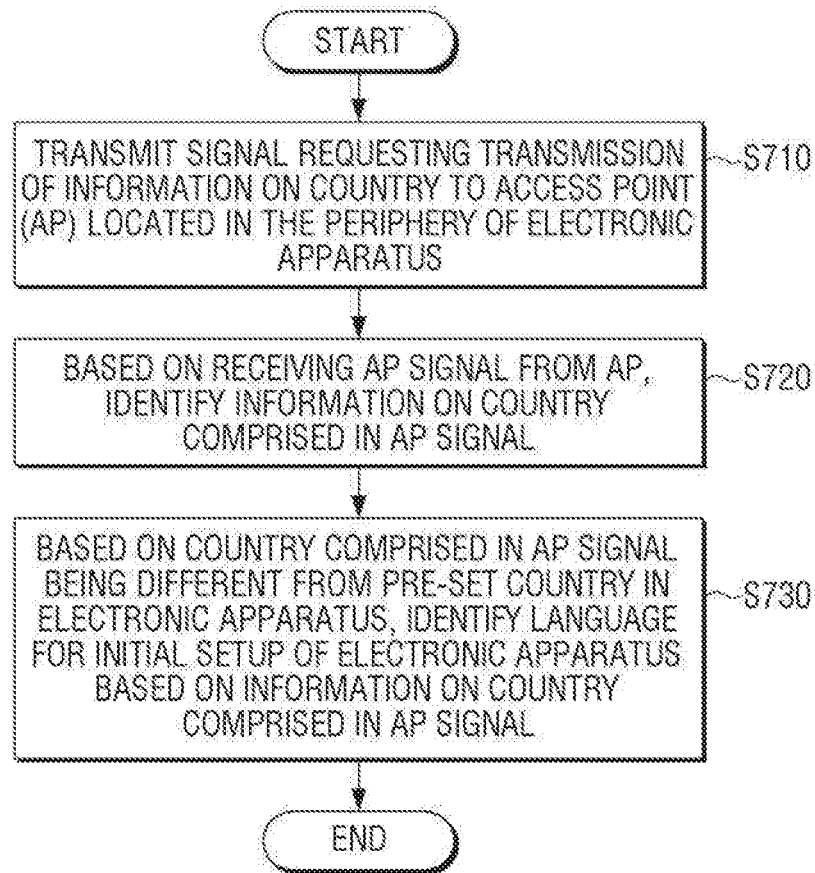 START
TRANSMIT SIGNAL REQUESTING TRANSMISSION
OF INFORMATION ON COUNTRY TO ACCESS POINT
(AP) LOCATED IN THE PERIPHERY OF ELECTRONIC
APPARATUS
S710
BASED ON RECEIVING AP SIGNAL FROM AP,
IDENTIFY INFORMATION ON COUNTRY
COMPRISED IN AP SIGNAL
S720
BASED ON COUNTRY COMPRISED IN AP SIGNAL
BEING DIFFERENT FROM PRE-SET COUNTRY IN
ELECTRONIC APPARATUS, IDENTIFY LANGUAGE
FOR INITIAL SETUP OF ELECTRONIC APPARATUS
BASED ON INFORMATION ON COUNTRY
COMPRISED IN AP SIGNAL
S730
END